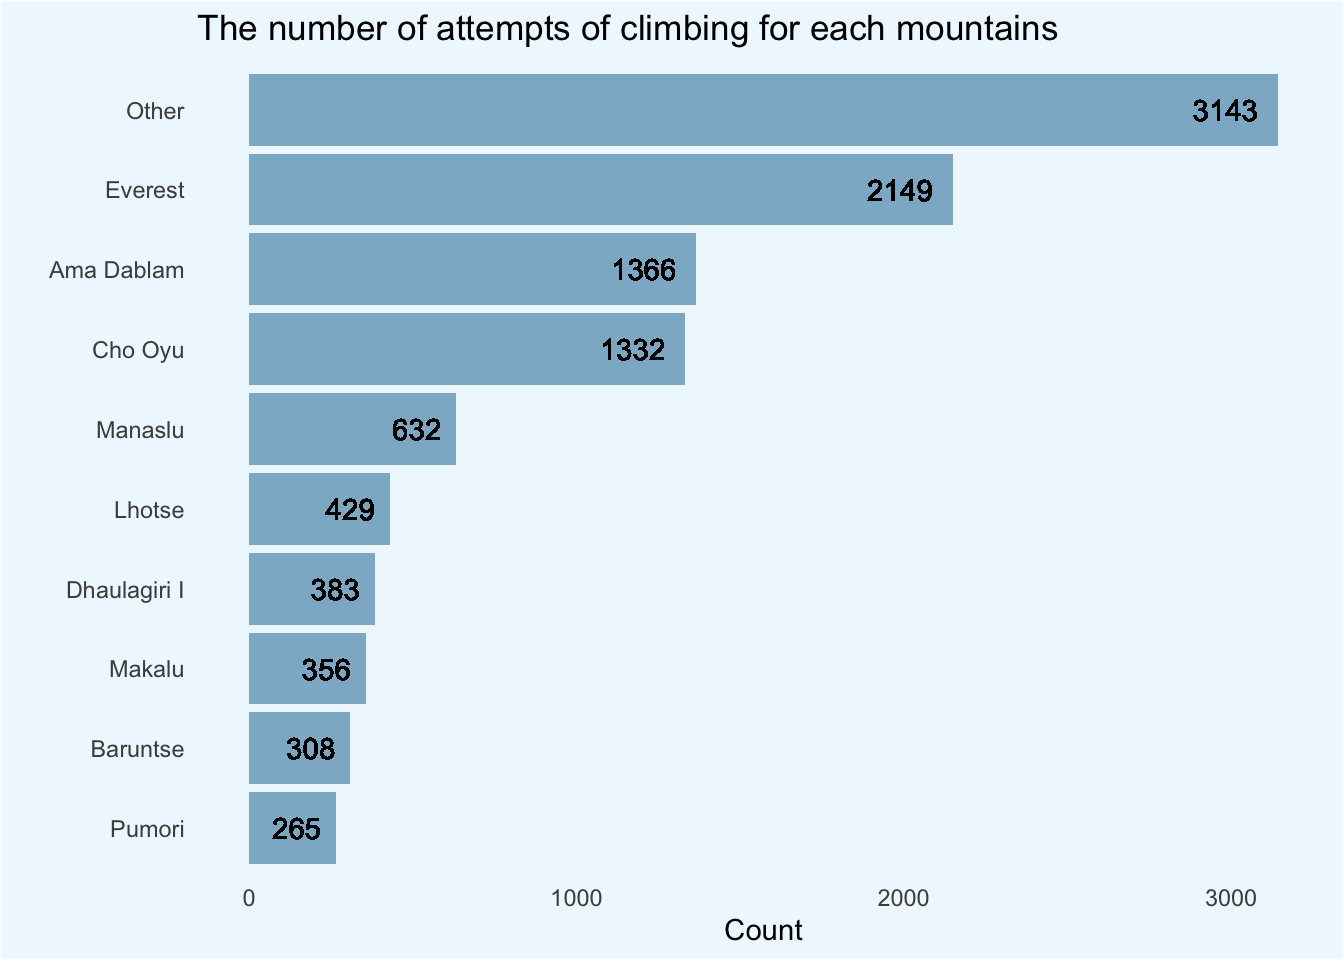 The number of attempts of climbing for each mountains
Other 3143
Everest 2149
Ama Dablam 1366
Cho Oyu 1332
Manaslu 632
Lhotse 429
Dhaulagiri I 383
Makalu 356
Baruntse 308
Pumori 265
0 1000 2000 3000
Count